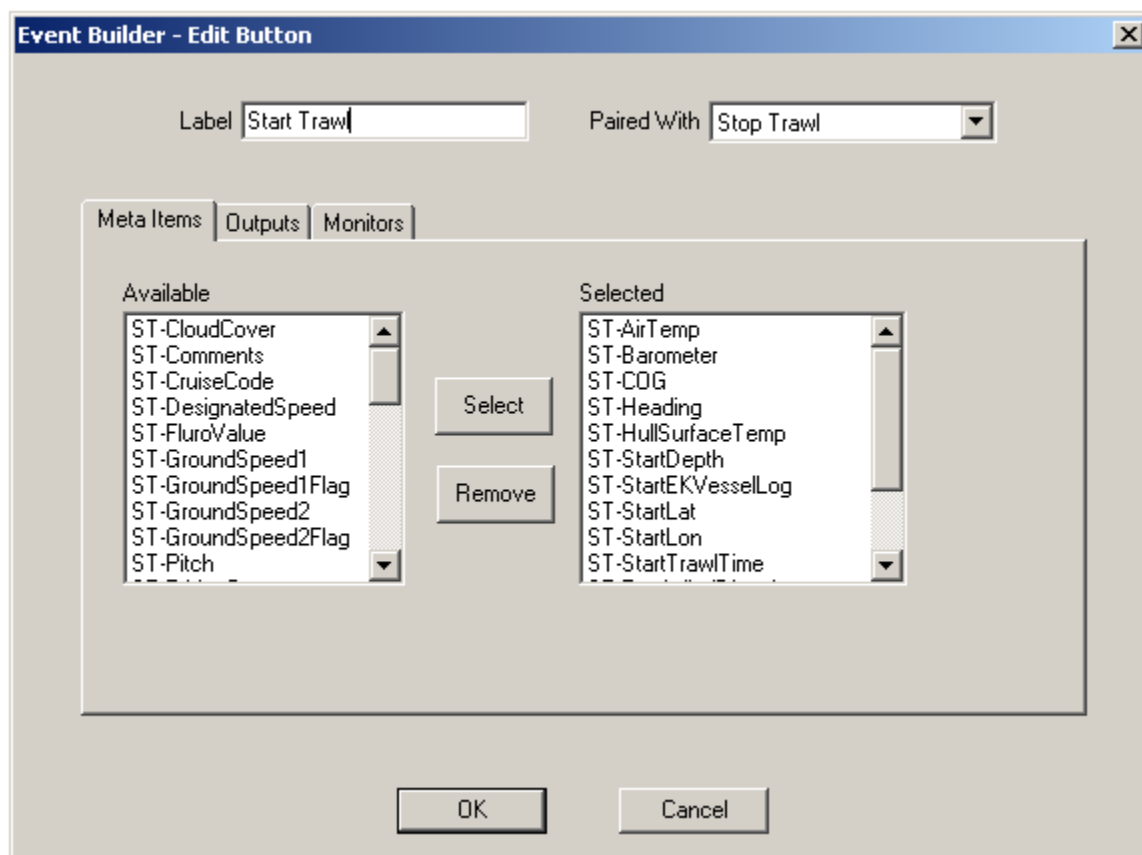 Event Builder - Edit Button
Label Start Trawl Paired With Stop Trawl
Meta Items Outputs Monitors
Available
ST-CloudCover
ST-Comments
ST-CruiseCode
ST-DesignatedSpeed
ST-FluroValue
ST-GroundSpeed1
ST-GroundSpeed1Flag
ST-GroundSpeed2
ST-GroundSpeed2Flag
ST-Pitch
Select
Remove
Selected
ST-AirTemp
ST-Barometer
ST-COG
ST-Heading
ST-HullSurfaceTemp
ST-StartDepth
ST-StartEKVesselLog
ST-StartLat
ST-StartLon
ST-StartTrawlTime
OK Cancel